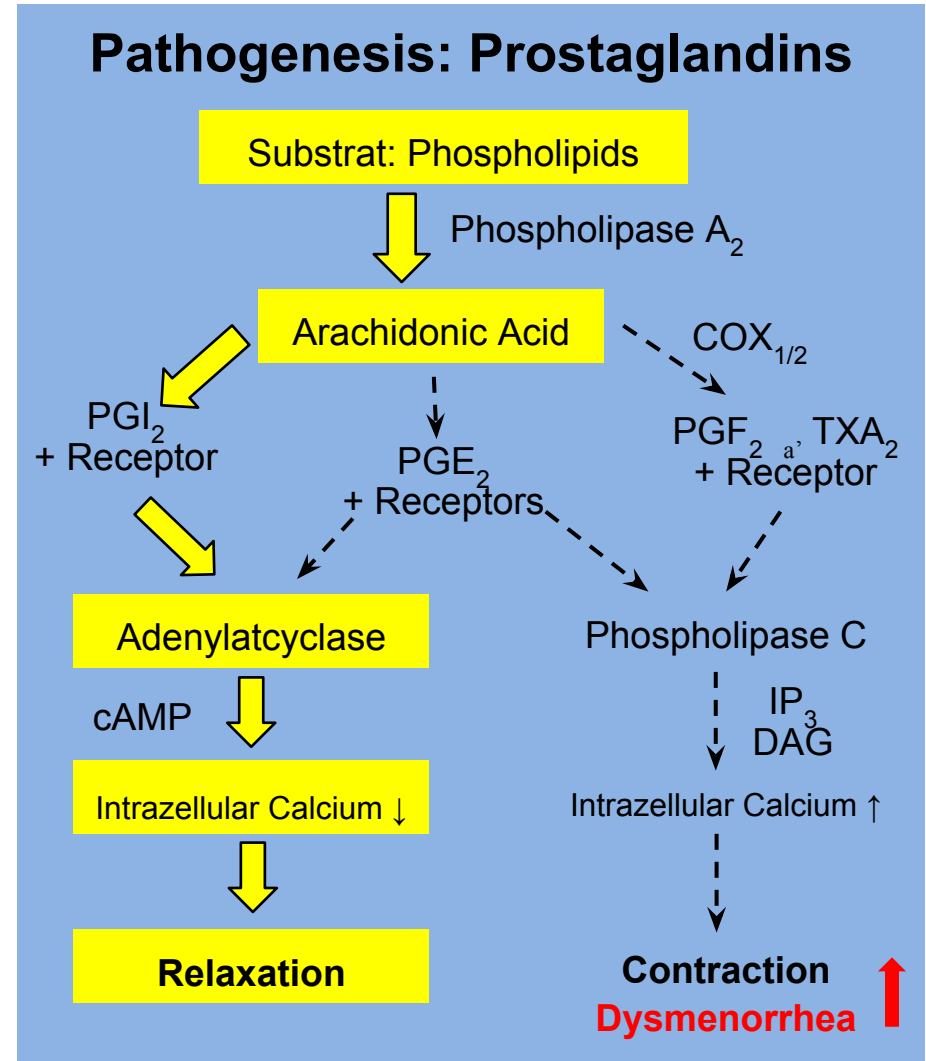 Pathogenesis: Prostaglandins
Substrat: Phospholipids
Phospholipase A2
Arachidonic Acid
COX1/2
PGI2
+ Receptor
PGE2
+ Receptors
PGF2 a, TXA2
+ Receptor
Adenylatcyclase
Phospholipase C
cAMP
IP3
DAG
Intrazellular Calcium ↓
Intrazellular Calcium ↑
Relaxation
Contraction
Dysmenorrhea